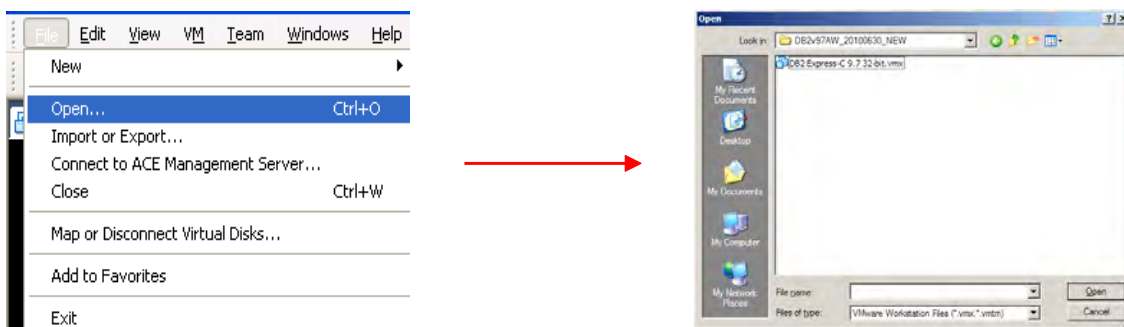 File Edit View VM Team Windows Help
New
Open... Ctrl+O
Import or Export...
Connect to ACE Management Server...
Close Ctrl+W
Map or Disconnect Virtual Disks...
Add to Favorites
Exit
Open
Look in: DB2v97AW_20100630_NEW
DB2 Express-C 9.7 32-bit.vmx
My Recent
Documents
Desktop
My Documents
My Computer
My Network
Places
File name: Open
Files of type: VMware Workstation Files (*.vmx,*.vmtm) Cancel